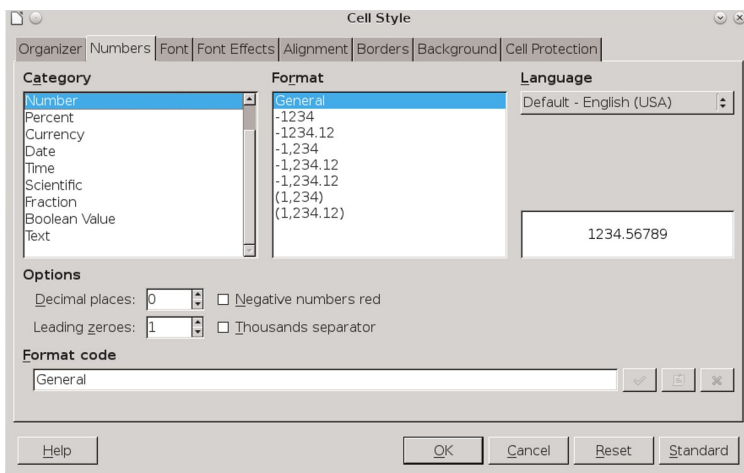 Cell Style
Organizer Numbers Font Font Effects Alignment Borders Background Cell Protection
Category
Number
Percent
Currency
Date
Time
Scientific
Fraction
Boolean Value
Text
Format
General
-1234
-1234.12
-1,234
-1,234.12
-1,234.12
(1,234)
(1,234.12)
Language
Default - English (USA)
1234.56789
Options
Decimal places: 0 Negative numbers red
Leading zeroes: 1 Thousands separator
Format code
General
Help OK Cancel Reset Standard